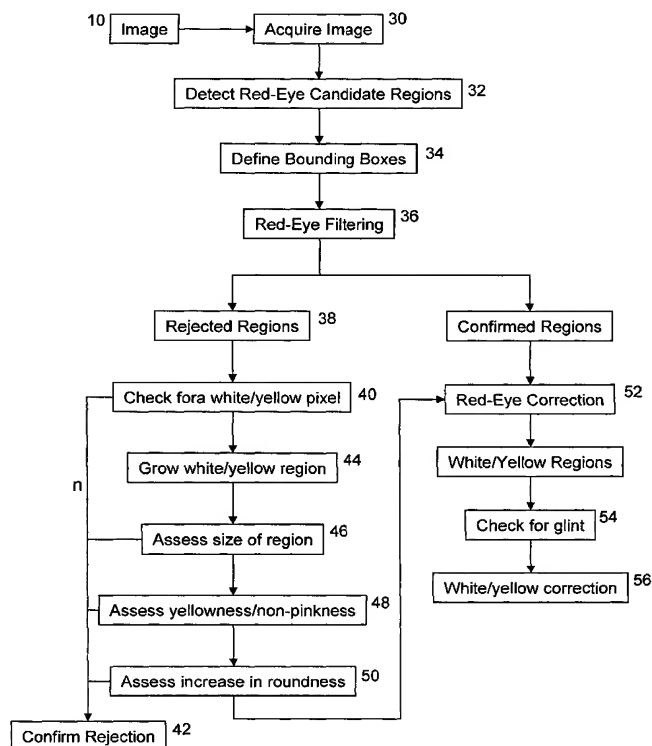 10 Image
Acquire Image 30
Detect Red-Eye Candidate Regions 32
Define Bounding Boxes 34
Red-Eye Filtering 36
Rejected Regions 38
Confirmed Regions
Check fora white/yellow pixel 40
Red-Eye Correction 52
Grow white/yellow region 44
White/Yellow Regions
n
Assess size of region 46
Check for glint 54
Assess yellowness/non-pinkness 48
White/yellow correction 56
Assess increase in roundness 50
Confirm Rejection 42